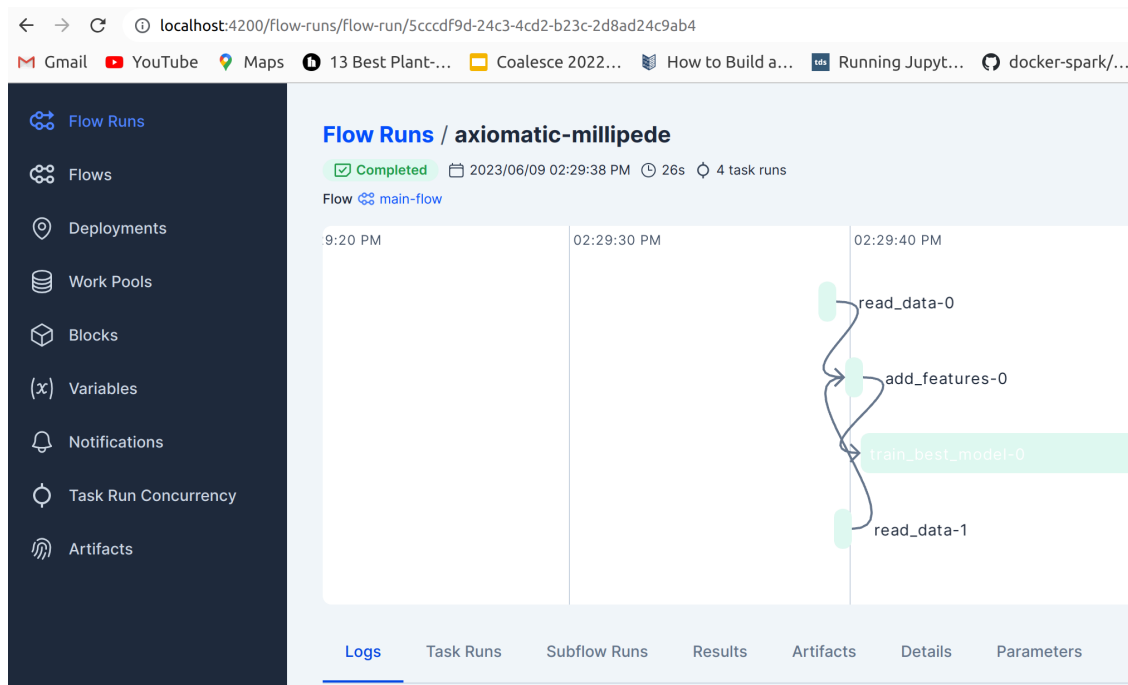 localhost:4200/flow-runs/flow-run/5cccdf9d-24c3-4cd2-b23c-2d8ad24c9ab4
Gmail YouTube Maps 13 Best Plant-... Coalesce 2022... How to Build a... tds Running Jupyt... docker-spark/...
Flow Runs
Flows
Deployments
Work Pools
Blocks
Variables
Notifications
Task Run Concurrency
Artifacts
Flow Runs / axiomatic-millipede
Completed 2023/06/09 02:29:38 PM 26s 4 task runs
Flow main-flow
:9:20 PM 02:29:30 PM 02:29:40 PM
read_data-0
add_features-0
train_best_model-0
read_data-1
Logs Task Runs Subflow Runs Results Artifacts Details Parameters